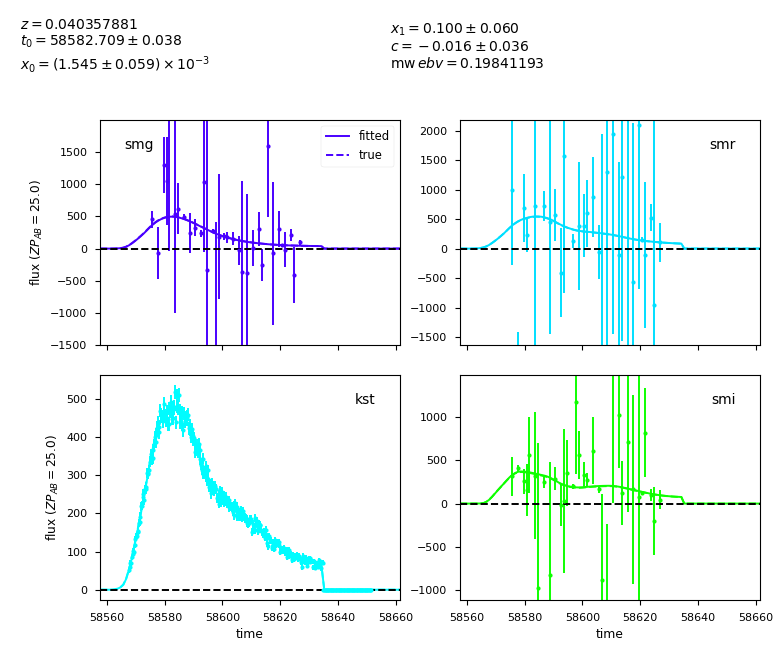 z = 0.040357881
t₀ = 58582.709 ± 0.038
x₀ = (1.545 ± 0.059) × 10⁻³
x₁ = 0.100 ± 0.060
c = −0.016 ± 0.036
mw ebv = 0.19841193
smg
fitted
true
1500
1000
500
0
−500
−1000
−1500
flux (ZP_AB = 25.0)
smr
2000
1500
1000
500
0
−500
−1000
−1500
kst
500
400
300
200
100
0
flux (ZP_AB = 25.0)
58560 58580 58600 58620 58640 58660
time
smi
1000
500
0
−500
−1000
58560 58580 58600 58620 58640 58660
time